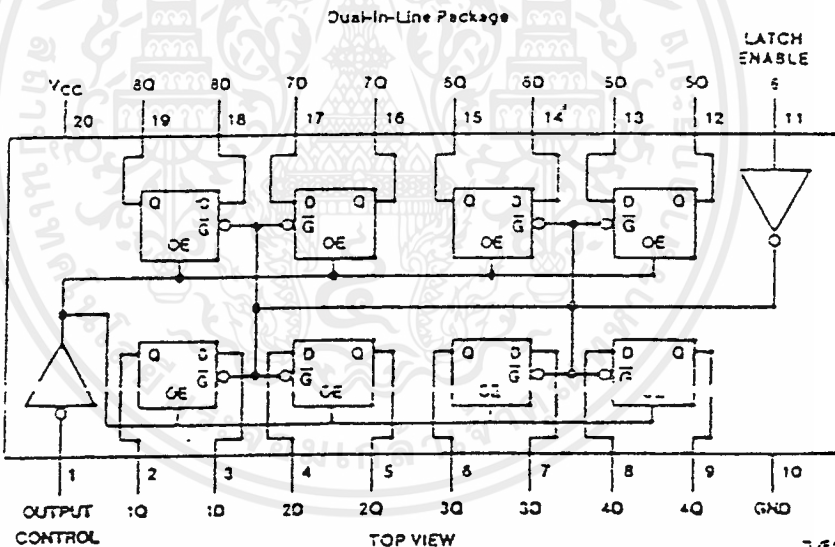 Dual-In-Line Package
LATCH
ENABLE
VCC 8Q 8D 7D 7Q 6Q 6D 5D 5Q G
20 19 18 17 16 15 14 13 12 11
Q D D Q Q D D Q
G G G G
OE OE OE OE
Q D D Q Q D D Q
G G G G
OE OE OE OE
1 2 3 4 5 6 7 8 9 10
OUTPUT
CONTROL
1Q 1D 2D 2Q 3Q 3D 4D 4Q GND
TOP VIEW